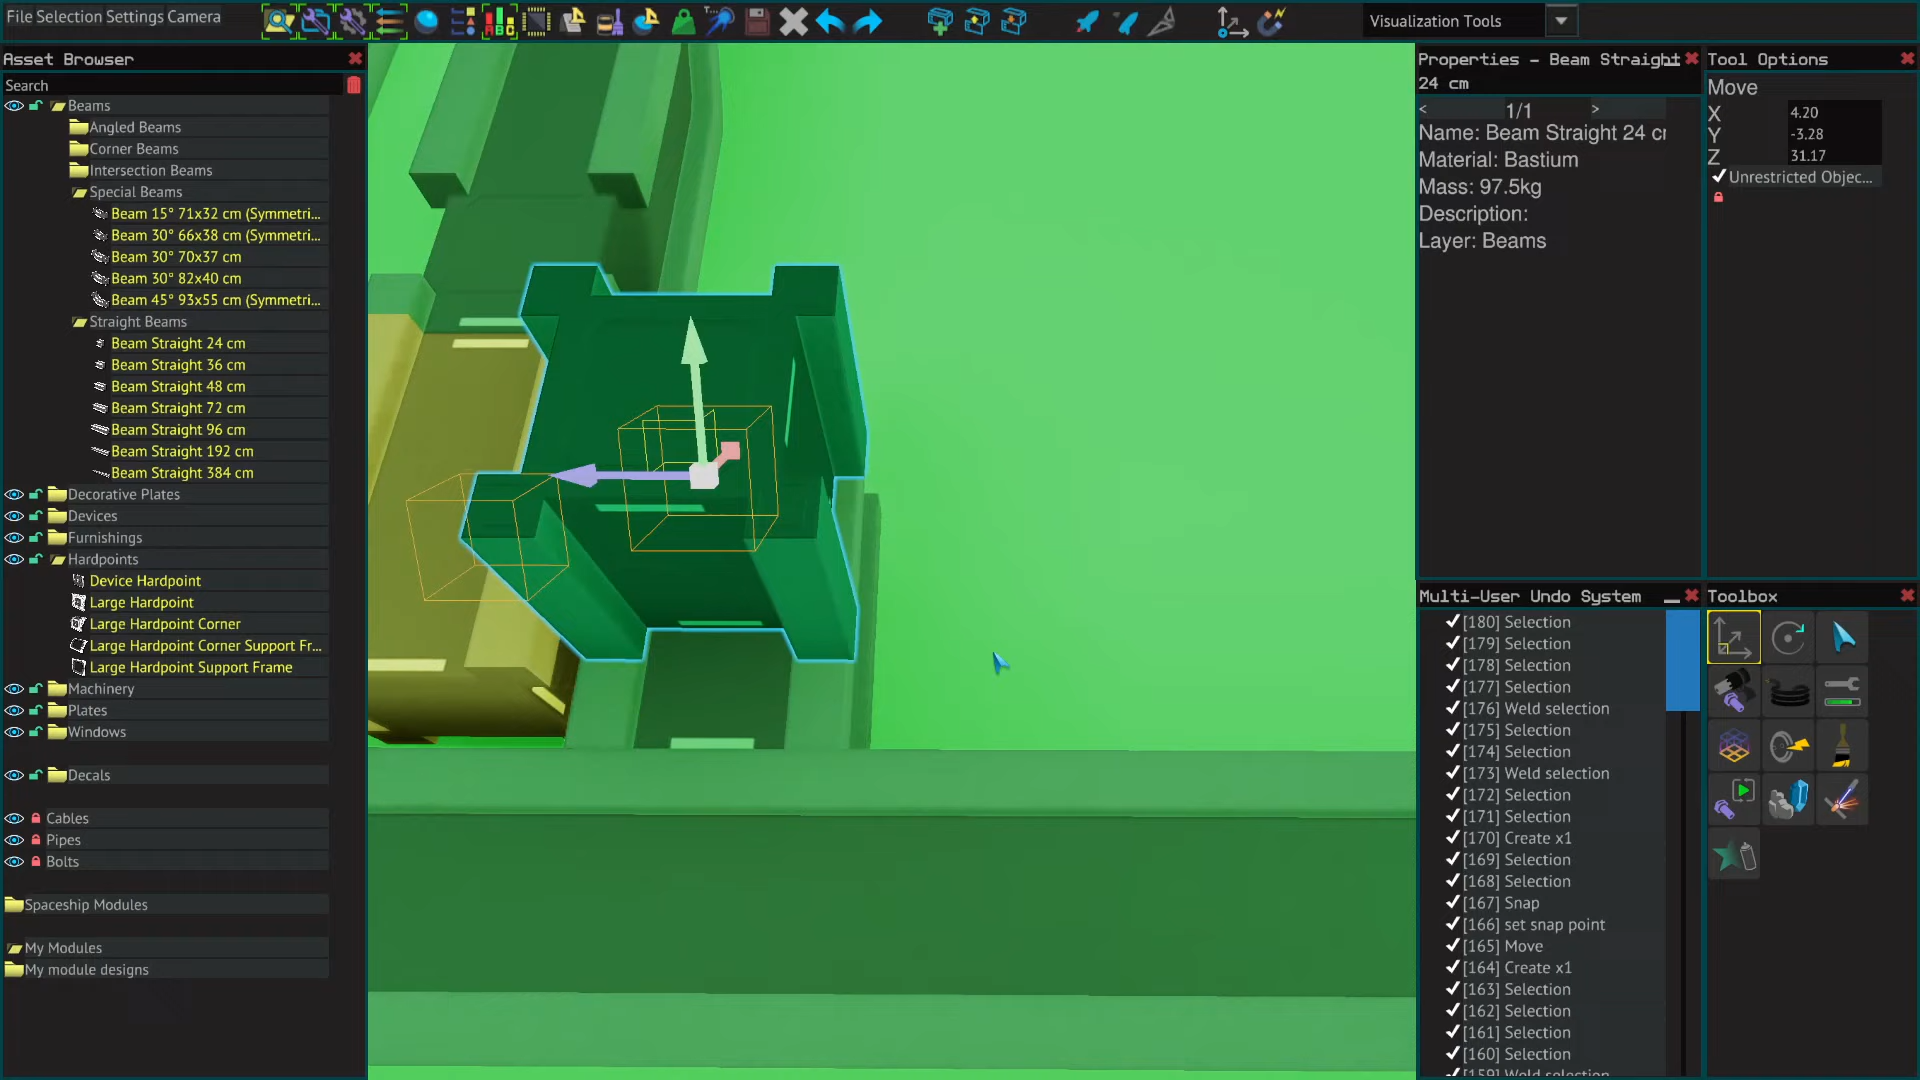 File Selection Settings Camera
ABC
Visualization Tools
Asset Browser
Search
Beams
Angled Beams
Corner Beams
Intersection Beams
Special Beams
Beam 15° 71x32 cm (Symmetri...
Beam 30° 66x38 cm (Symmetri...
Beam 30° 70x37 cm
Beam 30° 82x40 cm
Beam 45° 93x55 cm (Symmetri...
Straight Beams
Beam Straight 24 cm
Beam Straight 36 cm
Beam Straight 48 cm
Beam Straight 72 cm
Beam Straight 96 cm
Beam Straight 192 cm
Beam Straight 384 cm
Decorative Plates
Devices
Furnishings
Hardpoints
Device Hardpoint
Large Hardpoint
Large Hardpoint Corner
Large Hardpoint Corner Support Fr...
Large Hardpoint Support Frame
Machinery
Plates
Windows
Decals
Cables
Pipes
Bolts
Spaceship Modules
My Modules
My module designs
Properties - Beam Straight
24 cm
< 1/1 >
Name: Beam Straight 24 cr
Material: Bastium
Mass: 97.5kg
Description:
Layer: Beams
Tool Options
Move
X 4.20
Y -3.28
Z 31.17
Unrestricted Objec...
Multi-User Undo System
[180] Selection
[179] Selection
[178] Selection
[177] Selection
[176] Weld selection
[175] Selection
[174] Selection
[173] Weld selection
[172] Selection
[171] Selection
[170] Create x1
[169] Selection
[168] Selection
[167] Snap
[166] set snap point
[165] Move
[164] Create x1
[163] Selection
[162] Selection
[161] Selection
[160] Selection
[159] Weld selection
Toolbox